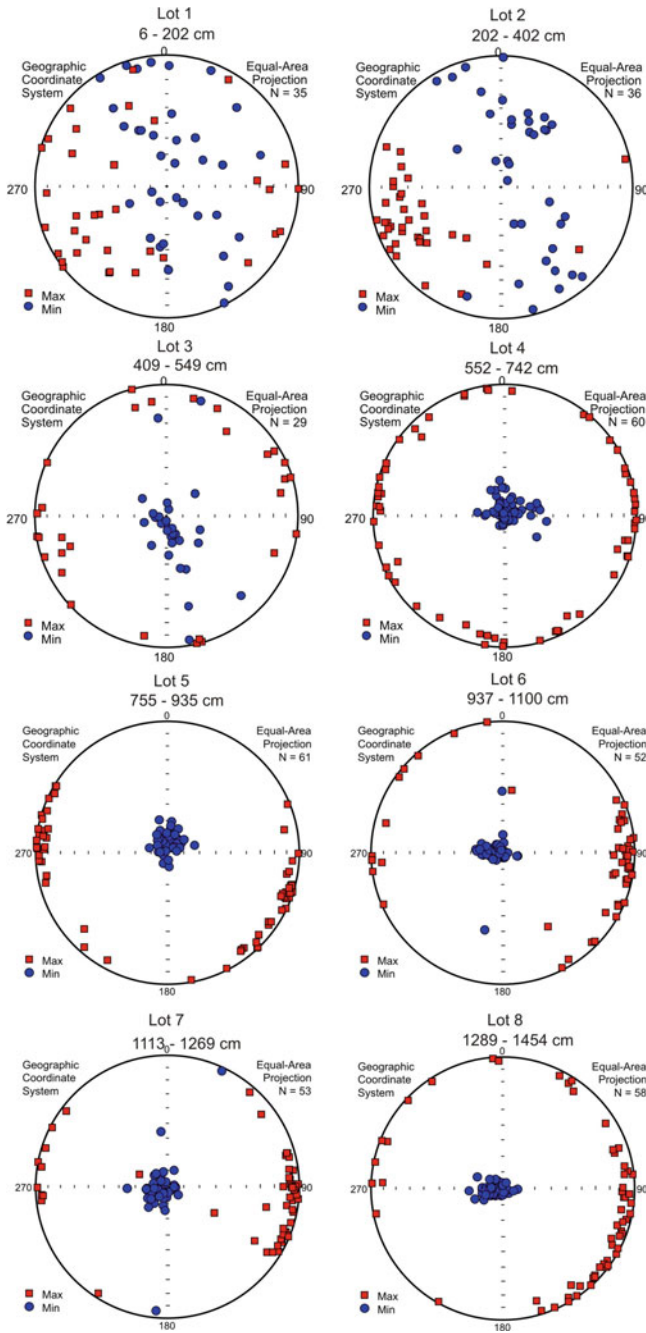 Lot 1
6 - 202 cm
0
Geographic
Coordinate
System
Equal-Area
Projection
N = 35
270
90
Max
Min
180
Lot 2
202 - 402 cm
0
Geographic
Coordinate
System
Equal-Area
Projection
N = 36
270
90
Max
Min
180
Lot 3
409 - 549 cm
0
Geographic
Coordinate
System
Equal-Area
Projection
N = 29
270
90
Max
Min
180
Lot 4
552 - 742 cm
0
Geographic
Coordinate
System
Equal-Area
Projection
N = 60
270
90
Max
Min
180
Lot 5
755 - 935 cm
0
Geographic
Coordinate
System
Equal-Area
Projection
N = 61
270
90
Max
Min
180
Lot 6
937 - 1100 cm
0
Geographic
Coordinate
System
Equal-Area
Projection
N = 52
270
90
Max
Min
180
Lot 7
1113 - 1269 cm
0
Geographic
Coordinate
System
Equal-Area
Projection
N = 53
270
90
Max
Min
180
Lot 8
1289 - 1454 cm
0
Geographic
Coordinate
System
Equal-Area
Projection
N = 58
270
90
Max
Min
180